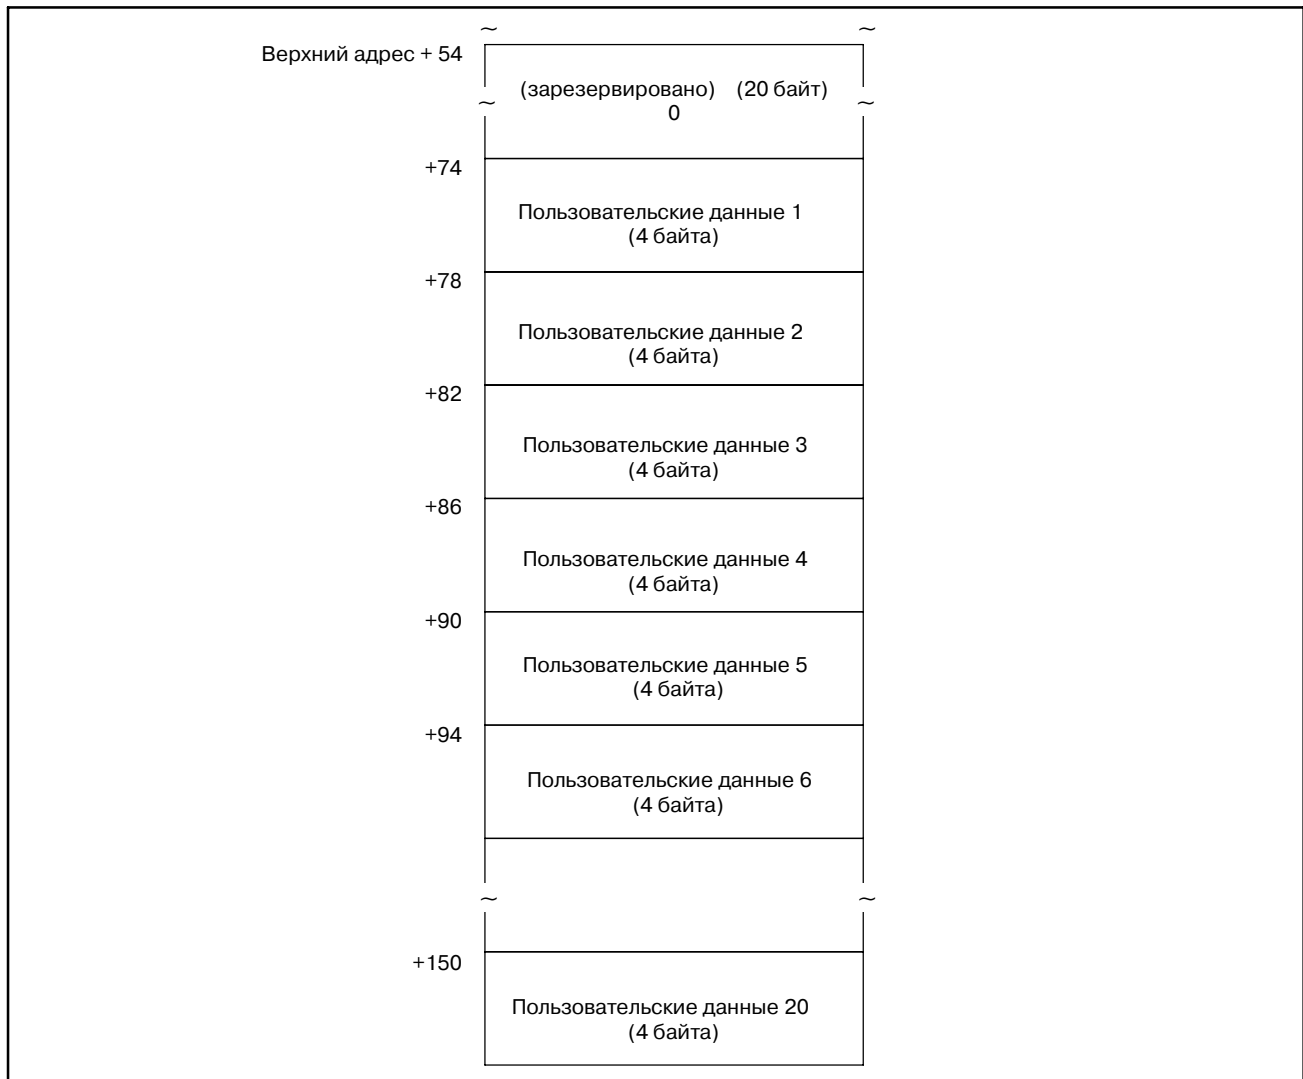 Верхний адрес + 54
(зарезервировано) (20 байт)
0
+74
Пользовательские данные 1
(4 байта)
+78
Пользовательские данные 2
(4 байта)
+82
Пользовательские данные 3
(4 байта)
+86
Пользовательские данные 4
(4 байта)
+90
Пользовательские данные 5
(4 байта)
+94
Пользовательские данные 6
(4 байта)
+150
Пользовательские данные 20
(4 байта)